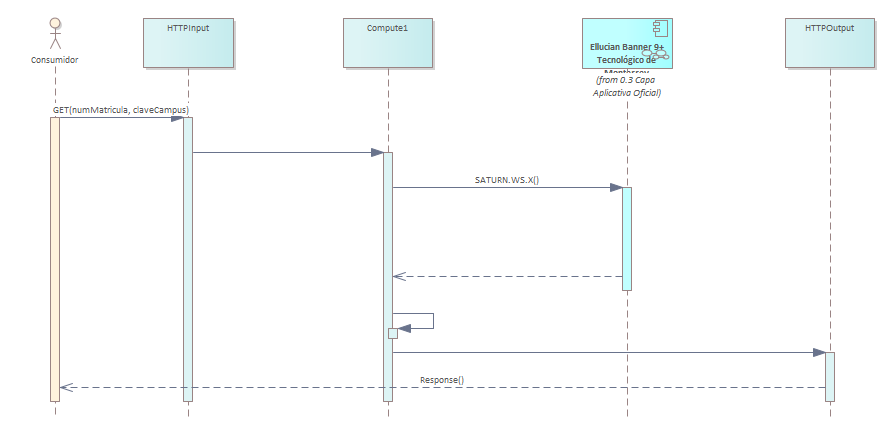 HTTPInput
Compute1
HTTPOutput
Ellucian Banner 9+
Tecnológico de
Monterrey
(from 0.3 Capa
Aplicativa Oficial)
Consumidor
GET(numMatricula, claveCampus)
SATURN.WS.X()
Response()